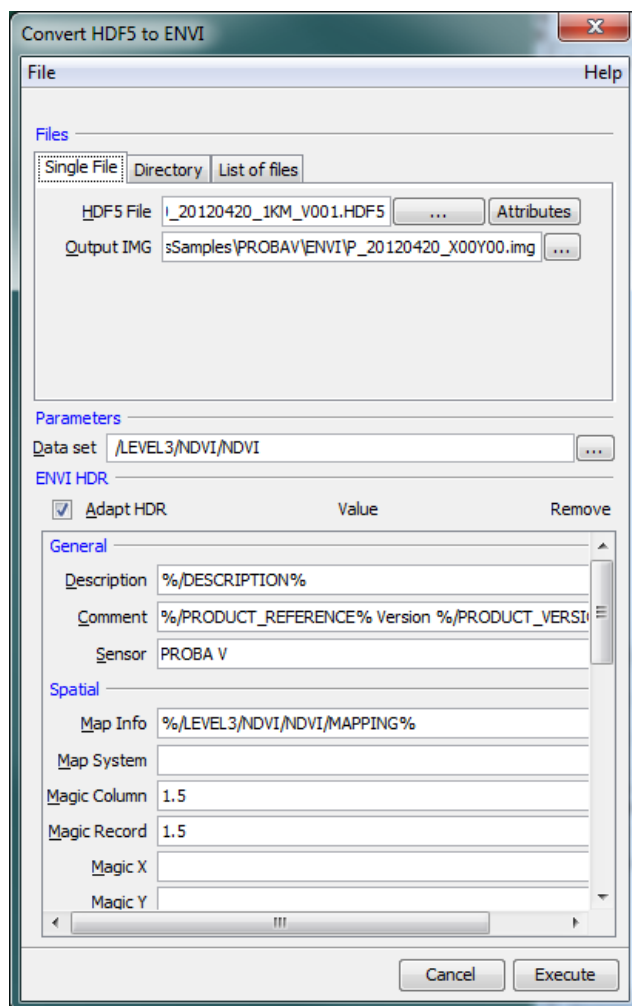 Convert HDF5 to ENVI
File Help
Files
Single File Directory List of files
HDF5 File _20120420_1KM_V001.HDF5 ... Attributes
Output IMG sSamples\PROBAV\ENVI\P_20120420_X00Y00.img ...
Parameters
Data set /LEVEL3/NDVI/NDVI ...
ENVI HDR
Adapt HDR Value Remove
General
Description %/DESCRIPTION%
Comment %/PRODUCT_REFERENCE% Version %/PRODUCT_VERSI
Sensor PROBA V
Spatial
Map Info %/LEVEL3/NDVI/NDVI/MAPPING%
Map System
Magic Column 1.5
Magic Record 1.5
Magic X
Magic Y
Cancel Execute